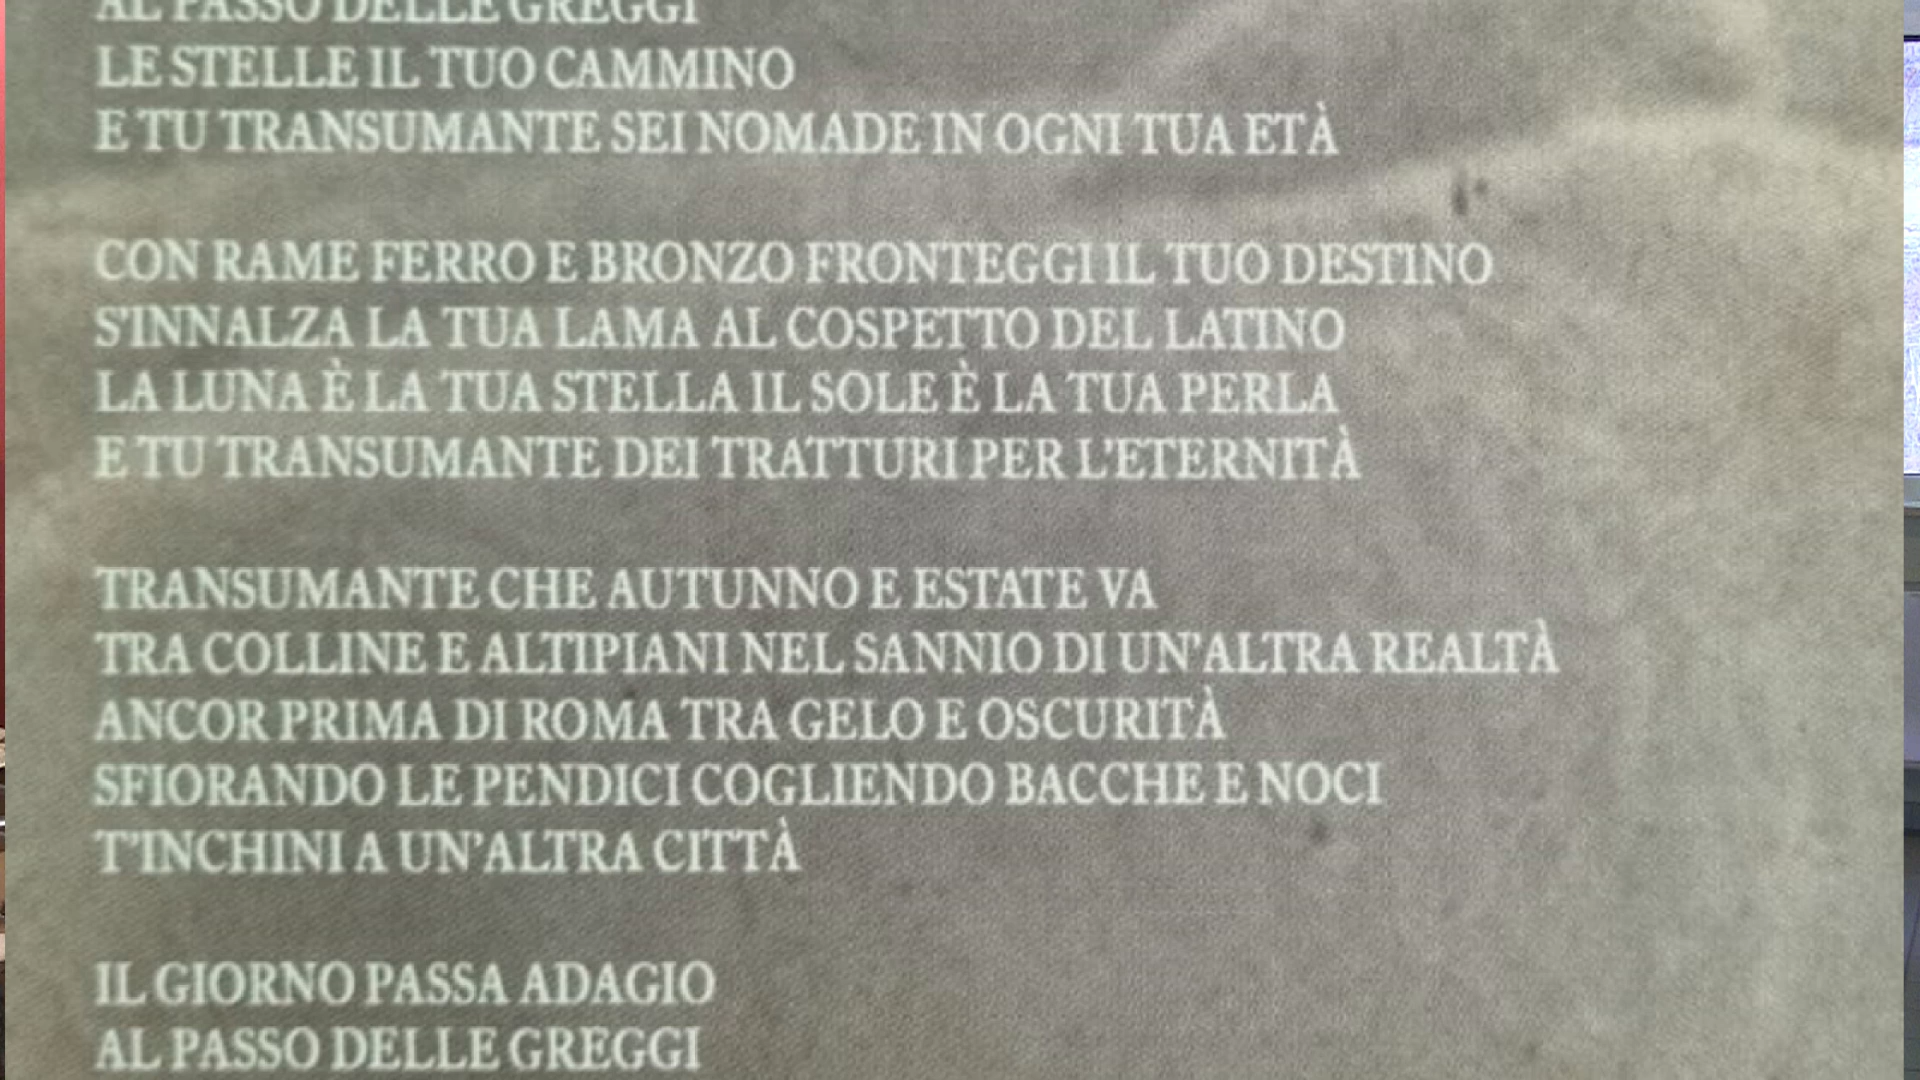 AL PASSO DELLE GREGGI
LE STELLE IL TUO CAMMINO
E TU TRANSUMANTE SEI NOMADE IN OGNI TUA ETÀ
CON RAME FERRO E BRONZO FRONTEGGI IL TUO DESTINO
S'INNALZA LA TUA LAMA AL COSPETTO DEL LATINO
LA LUNA È LA TUA STELLA IL SOLE È LA TUA PERLA
E TU TRANSUMANTE DEI TRATTURI PER L'ETERNITÀ
TRANSUMANTE CHE AUTUNNO E ESTATE VA
TRA COLLINE E ALTIPIANI NEL SANNIO DI UN'ALTRA REALTÀ
ANCOR PRIMA DI ROMA TRA GELO E OSCURITÀ
SFIORANDO LE PENDICI COGLIENDO BACCHE E NOCI
T'INCHINI A UN'ALTRA CITTÀ
IL GIORNO PASSA ADAGIO
AL PASSO DELLE GREGGI